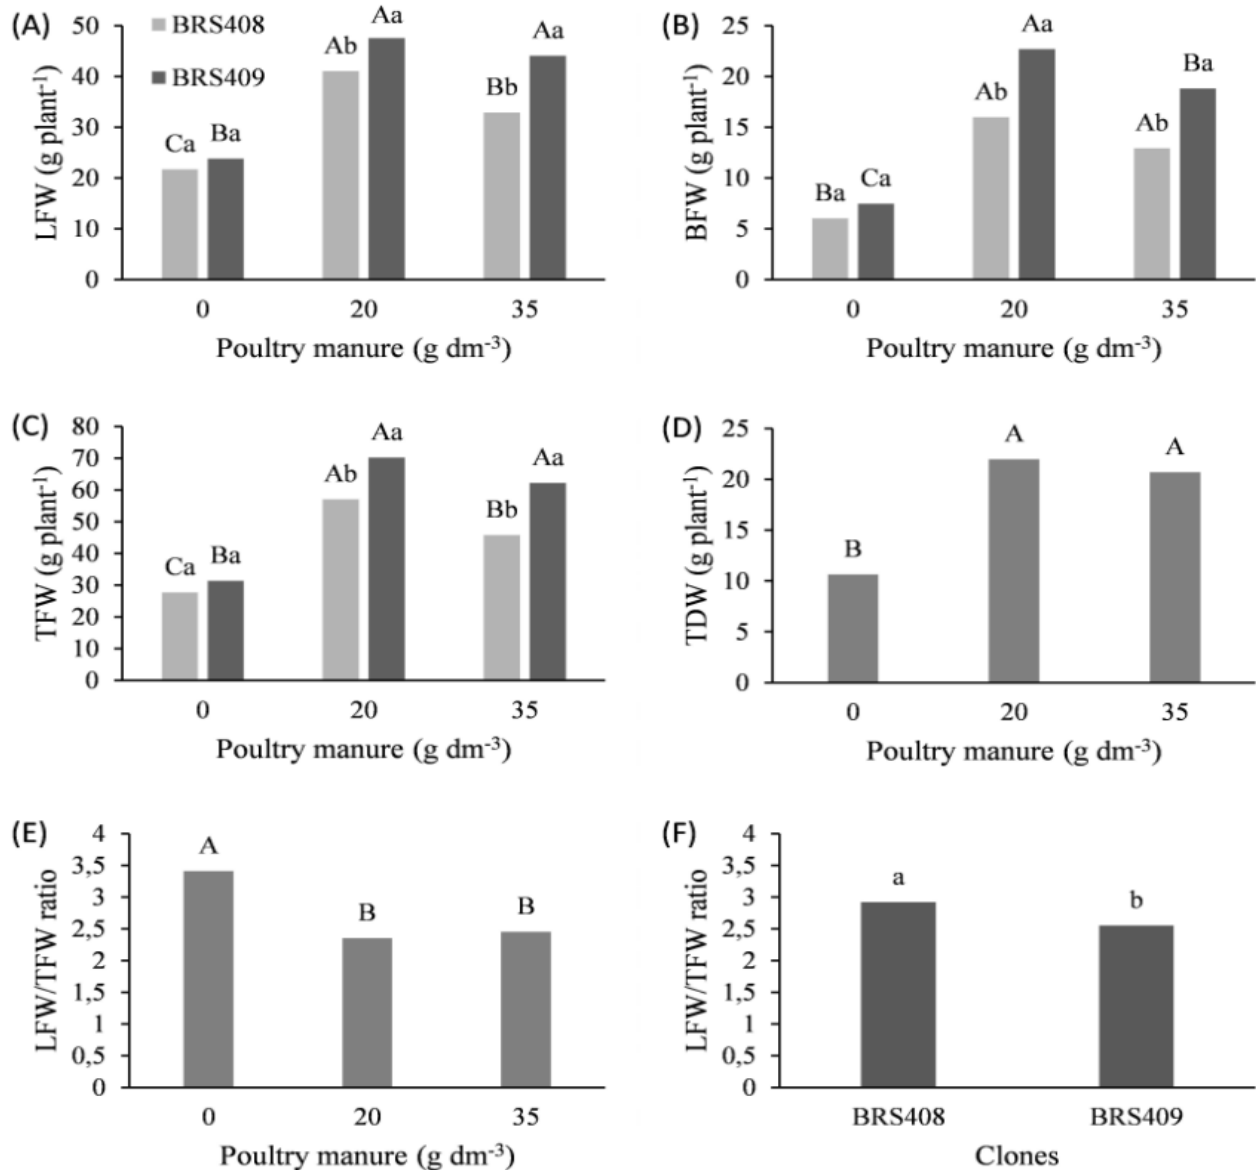 (A)
LFW (g plant-1)
50
40
30
20
10
0
BRS408
BRS409
Ca
Ba
Ab
Aa
Bb
Aa
0 20 35
Poultry manure (g dm-3)
(B)
BFW (g plant-1)
25
20
15
10
5
0
Ba
Ca
Ab
Aa
Ab
Ba
0 20 35
Poultry manure (g dm-3)
(C)
TFW (g plant-1)
80
70
60
50
40
30
20
10
0
Ca
Ba
Ab
Aa
Bb
Aa
0 20 35
Poultry manure (g dm-3)
(D)
TDW (g plant-1)
25
20
15
10
5
0
B
A
A
0 20 35
Poultry manure (g dm-3)
(E)
LFW/TFW ratio
4
3,5
3
2,5
2
1,5
1
0,5
0
A
B
B
0 20 35
Poultry manure (g dm-3)
(F)
LFW/TFW ratio
4
3,5
3
2,5
2
1,5
1
0,5
0
a
b
BRS408 BRS409
Clones